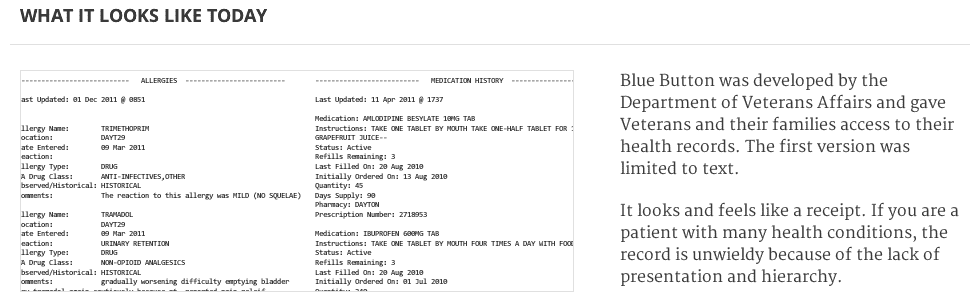 WHAT IT LOOKS LIKE TODAY
---------------------------- ALLERGIES --------------------------
ast Updated: 01 Dec 2011 @ 0851
llergy Name: TRIMETHOPRIM
ocation: DAYT29
ate Entered: 09 Mar 2011
eaction:
llergy Type: DRUG
A Drug Class: ANTI-INFECTIVES,OTHER
bserved/Historical: HISTORICAL
omments: The reaction to this allergy was MILD (NO SQUELAE)
llergy Name: TRAMADOL
ocation: DAYT29
ate Entered: 09 Mar 2011
eaction: URINARY RETENTION
llergy Type: DRUG
A Drug Class: NON-OPIOID ANALGESICS
bserved/Historical: HISTORICAL
omments: gradually worsening difficulty emptying bladder
--------------------------- MEDICATION HISTORY ----------------
Last Updated: 11 Apr 2011 @ 1737
Medication: AMLODIPINE BESYLATE 10MG TAB
Instructions: TAKE ONE TABLET BY MOUTH TAKE ONE-HALF TABLET FOR
GRAPEFRUIT JUICE--
Status: Active
Refills Remaining: 3
Last Filled On: 20 Aug 2010
Initially Ordered On: 13 Aug 2010
Quantity: 45
Days Supply: 90
Pharmacy: DAYTON
Prescription Number: 2718953
Medication: IBUPROFEN 600MG TAB
Instructions: TAKE ONE TABLET BY MOUTH FOUR TIMES A DAY WITH FOOD
Status: Active
Refills Remaining: 3
Last Filled On: 20 Aug 2010
Initially Ordered On: 01 Jul 2010
Blue Button was developed by the
Department of Veterans Affairs and gave
Veterans and their families access to their
health records. The first version was
limited to text.
It looks and feels like a receipt. If you are a
patient with many health conditions, the
record is unwieldy because of the lack of
presentation and hierarchy.